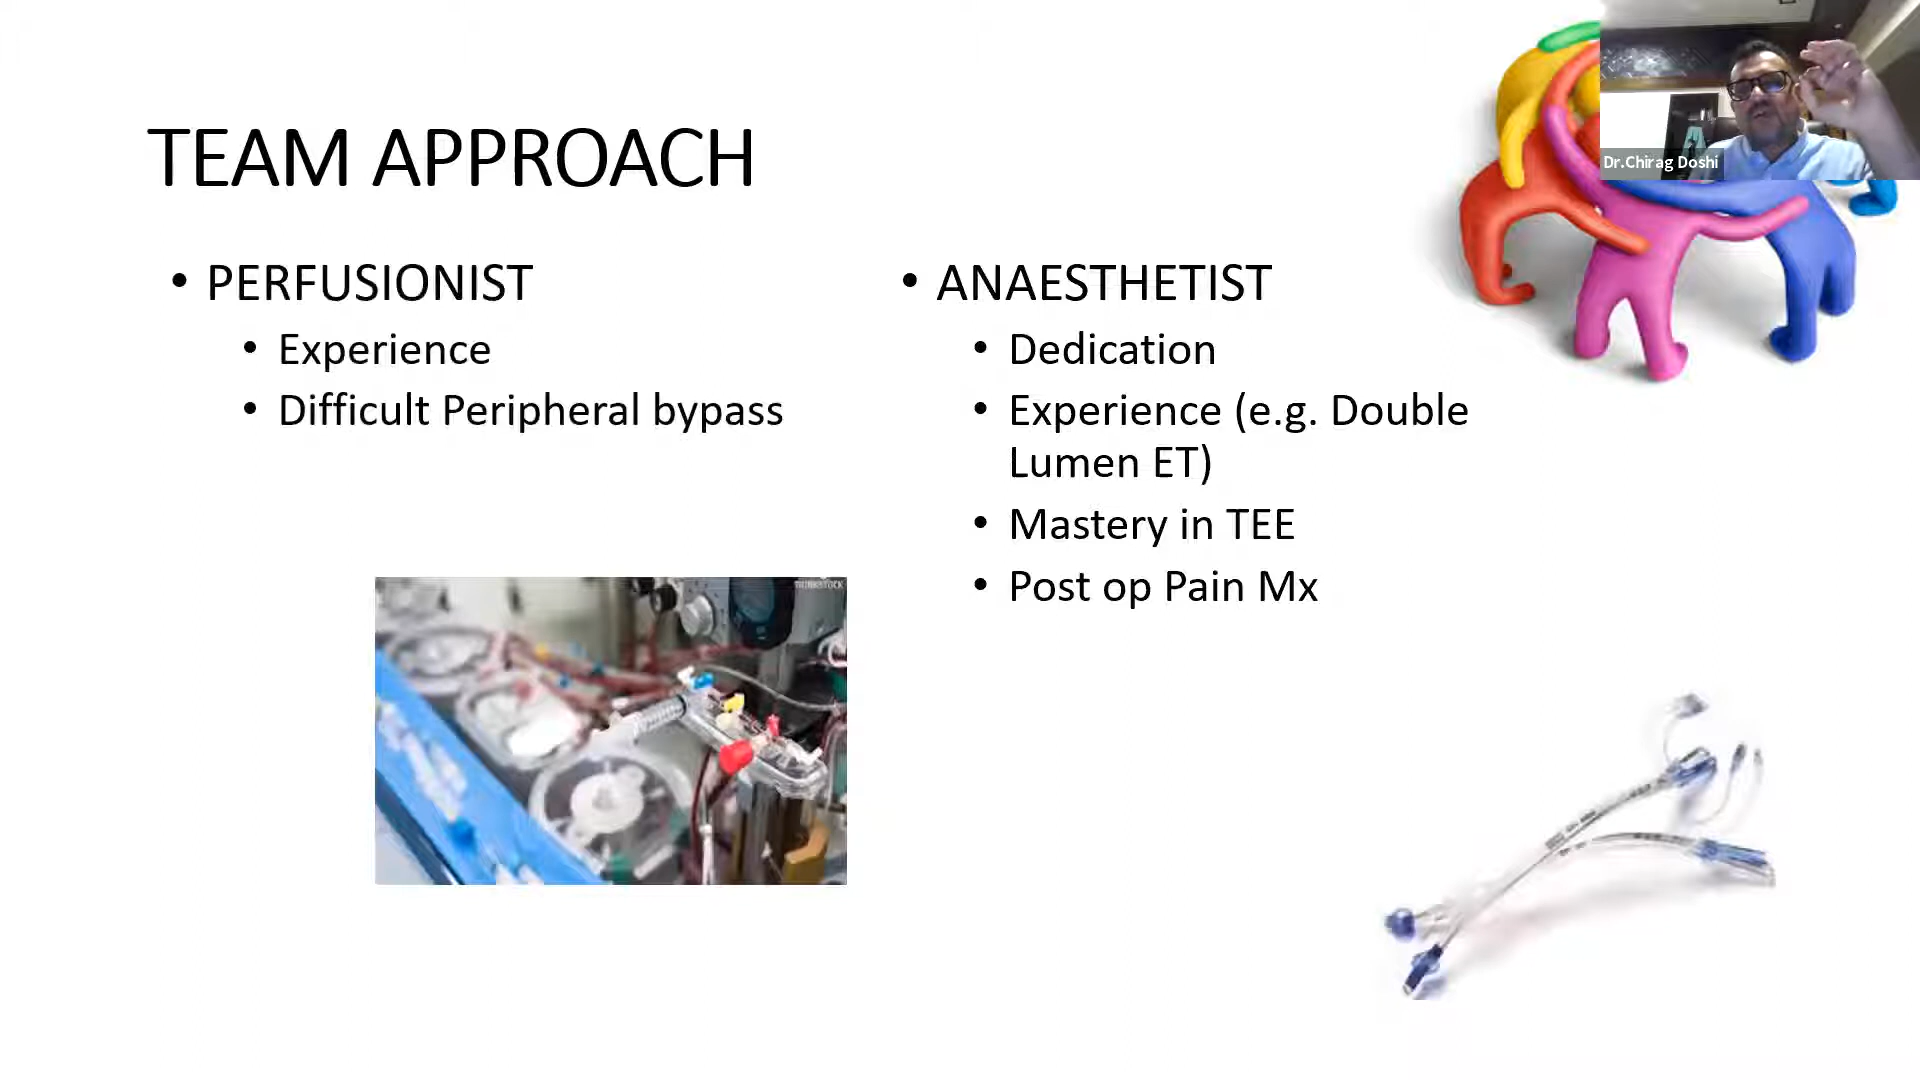 Dr.Chirag Doshi
TEAM APPROACH
• PERFUSIONIST
• Experience
• Difficult Peripheral bypass
THINKSTOCK
• ANAESTHETIST
• Dedication
• Experience (e.g. Double
Lumen ET)
• Mastery in TEE
• Post op Pain Mx